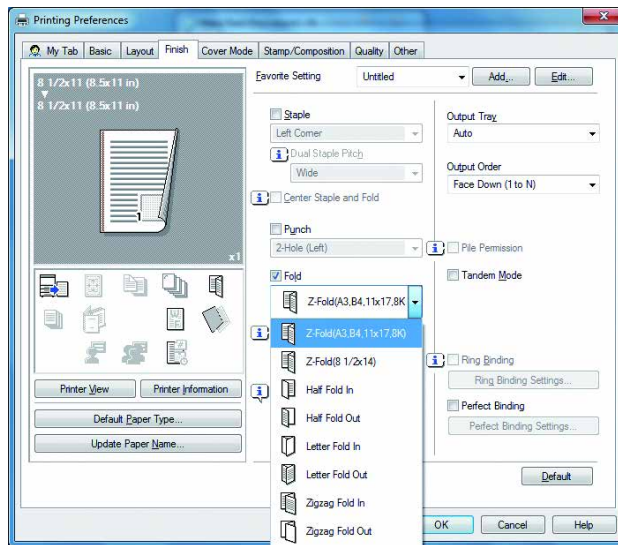 Printing Preferences
My Tab Basic Layout Finish Cover Mode Stamp/Composition Quality Other
8 1/2x11 (8.5x11 in)
8 1/2x11 (8.5x11 in)
1
x1
Printer View Printer Information
Default Paper Type...
Update Paper Name...
Favorite Setting Untitled Add... Edit...
Staple
Left Corner
Dual Staple Pitch
Wide
Center Staple and Fold
Punch
2-Hole (Left)
Fold
Z-Fold(A3,B4,11x17,8K
Z-Fold(A3,B4,11x17,8K)
Z-Fold(8 1/2x14)
Half Fold In
Half Fold Out
Letter Fold In
Letter Fold Out
Zigzag Fold In
Zigzag Fold Out
Output Tray
Auto
Output Order
Face Down (1 to N)
Pile Permission
Tandem Mode
Ring Binding
Ring Binding Settings...
Perfect Binding
Perfect Binding Settings...
Default
OK Cancel Help